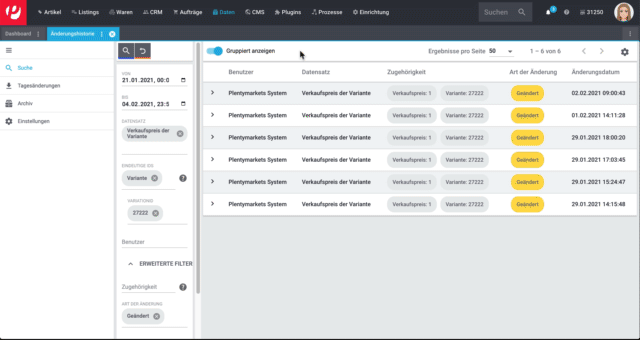 Artikel Listings Waren CRM Aufträge Daten CMS Plugins Prozesse Einrichtung Suchen 31250
Dashboard Änderungshistorie
Suche
Tagesänderungen
Archiv
Einstellungen
VON
21.01.2021, 00:0
BIS
04.02.2021, 23:5
DATENSATZ
Verkaufspreis der Variante
EINDEUTIGE IDS
Variante
VARIATIONID
27222
Benutzer
ERWEITERTE FILTER
Zugehörigkeit
ART DER ÄNDERUNG
Geändert
Gruppiert anzeigen Ergebnisse pro Seite 50 1 – 6 von 6
Benutzer Datensatz Zugehörigkeit Art der Änderung Änderungsdatum
Plentymarkets System Verkaufspreis der Variante Verkaufspreis: 1 Variante: 27222 Geändert 02.02.2021 09:00:43
Plentymarkets System Verkaufspreis der Variante Verkaufspreis: 1 Variante: 27222 Geändert 01.02.2021 14:11:28
Plentymarkets System Verkaufspreis der Variante Verkaufspreis: 1 Variante: 27222 Geändert 29.01.2021 18:00:20
Plentymarkets System Verkaufspreis der Variante Verkaufspreis: 1 Variante: 27222 Geändert 29.01.2021 17:03:45
Plentymarkets System Verkaufspreis der Variante Verkaufspreis: 1 Variante: 27222 Geändert 29.01.2021 15:24:47
Plentymarkets System Verkaufspreis der Variante Verkaufspreis: 1 Variante: 27222 Geändert 29.01.2021 14:15:48